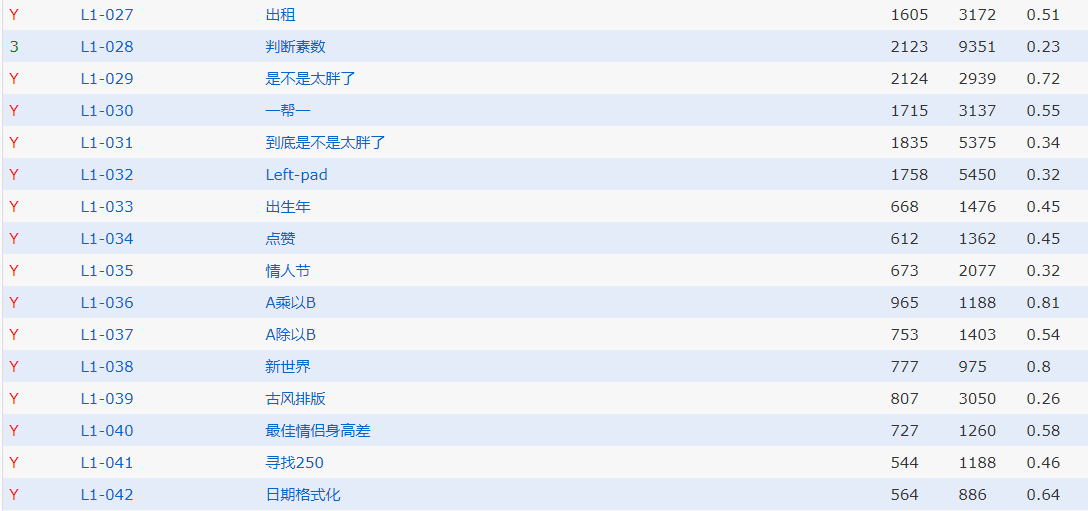 Y L1-027 出租 1605 3172 0.51
3 L1-028 判断素数 2123 9351 0.23
Y L1-029 是不是太胖了 2124 2939 0.72
Y L1-030 一帮一 1715 3137 0.55
Y L1-031 到底是不是太胖了 1835 5375 0.34
Y L1-032 Left-pad 1758 5450 0.32
Y L1-033 出生年 668 1476 0.45
Y L1-034 点赞 612 1362 0.45
Y L1-035 情人节 673 2077 0.32
Y L1-036 A乘以B 965 1188 0.81
Y L1-037 A除以B 753 1403 0.54
Y L1-038 新世界 777 975 0.8
Y L1-039 古风排版 807 3050 0.26
Y L1-040 最佳情侣身高差 727 1260 0.58
Y L1-041 寻找250 544 1188 0.46
Y L1-042 日期格式化 564 886 0.64